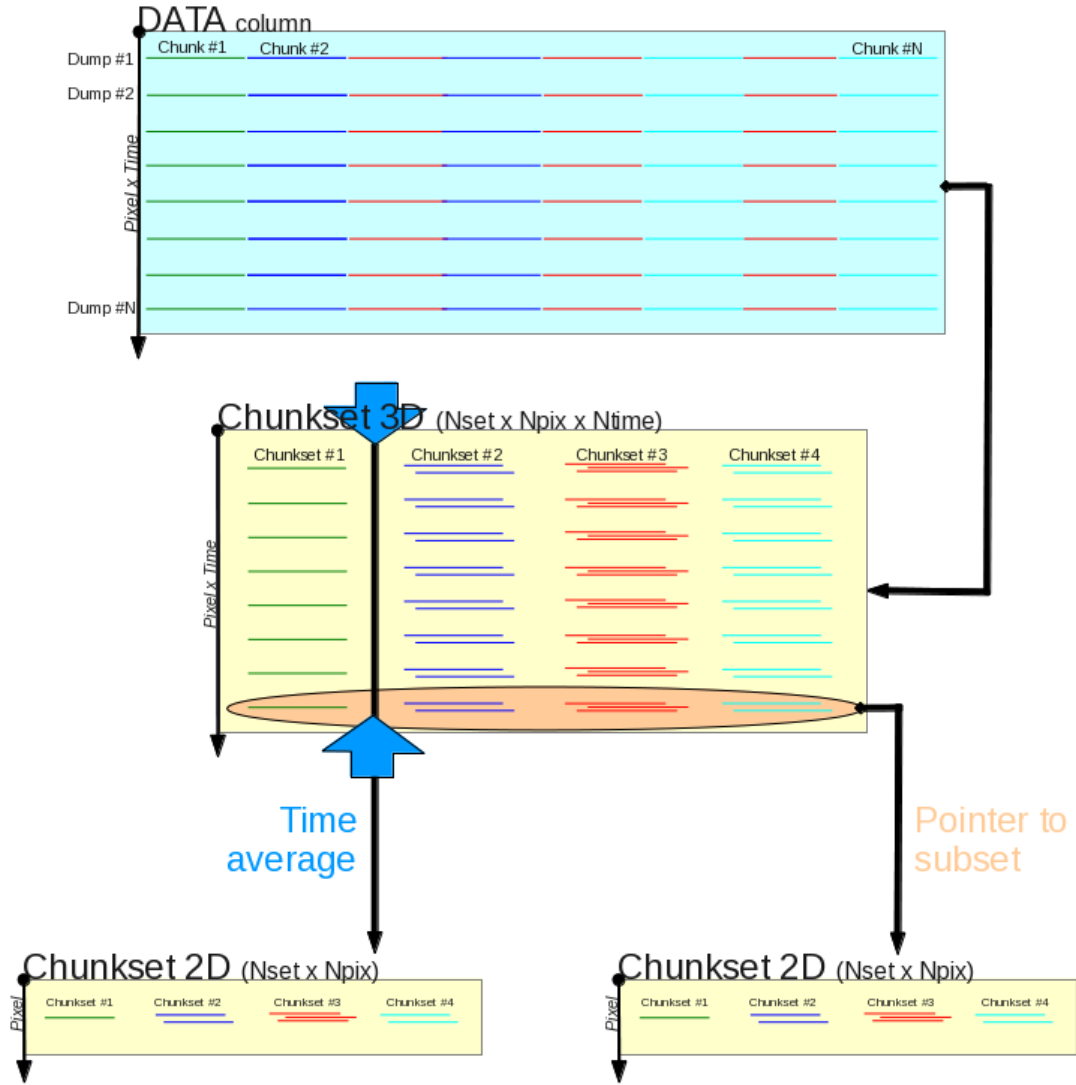 DATA column
Chunk #1 Chunk #2 Chunk #N
Dump #1
Dump #2
Pixel x Time
Dump #N
Chunkset 3D (Nset x Npix x Ntime)
Chunkset #1 Chunkset #2 Chunkset #3 Chunkset #4
Pixel x Time
Time
average
Pointer to
subset
Chunkset 2D (Nset x Npix)
Chunkset #1 Chunkset #2 Chunkset #3 Chunkset #4
Pixel
Chunkset 2D (Nset x Npix)
Chunkset #1 Chunkset #2 Chunkset #3 Chunkset #4
Pixel